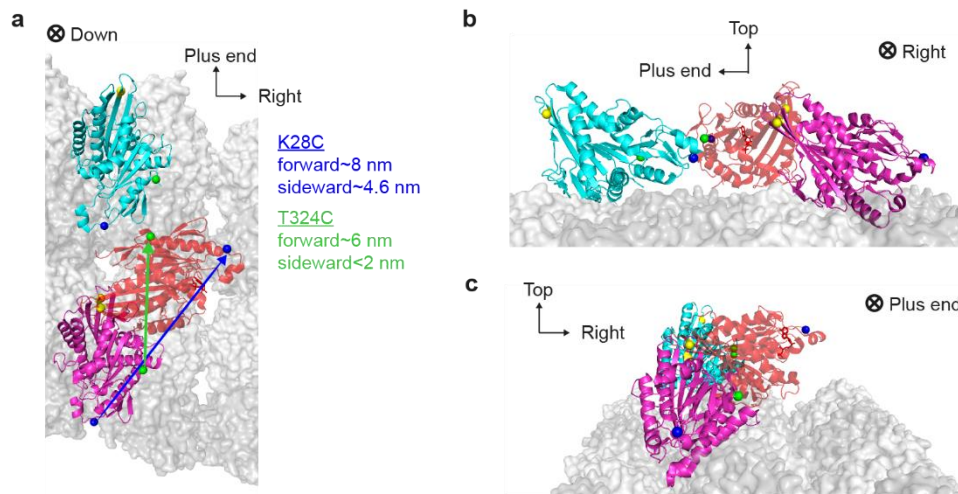 a
Down
Plus end
Right
K28C
forward~8 nm
sideward~4.6 nm
T324C
forward~6 nm
sideward<2 nm
b
Top
Plus end
Right
c
Top
Right
Plus end